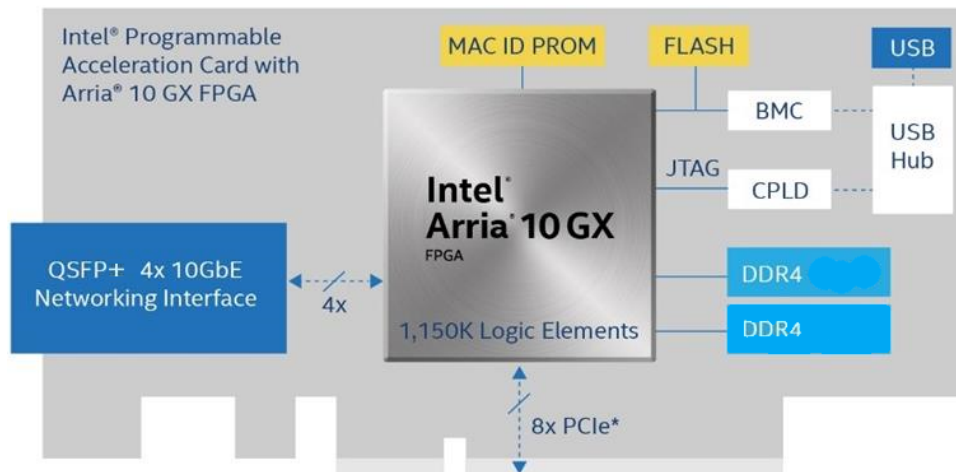 Intel® Programmable
Acceleration Card with
Arria® 10 GX FPGA
MAC ID PROM
FLASH
USB
BMC
USB
Hub
JTAG
CPLD
Intel®
Arria® 10 GX
FPGA
1,150K Logic Elements
QSFP+ 4x 10GbE
Networking Interface
4x
DDR4
DDR4
8x PCIe*